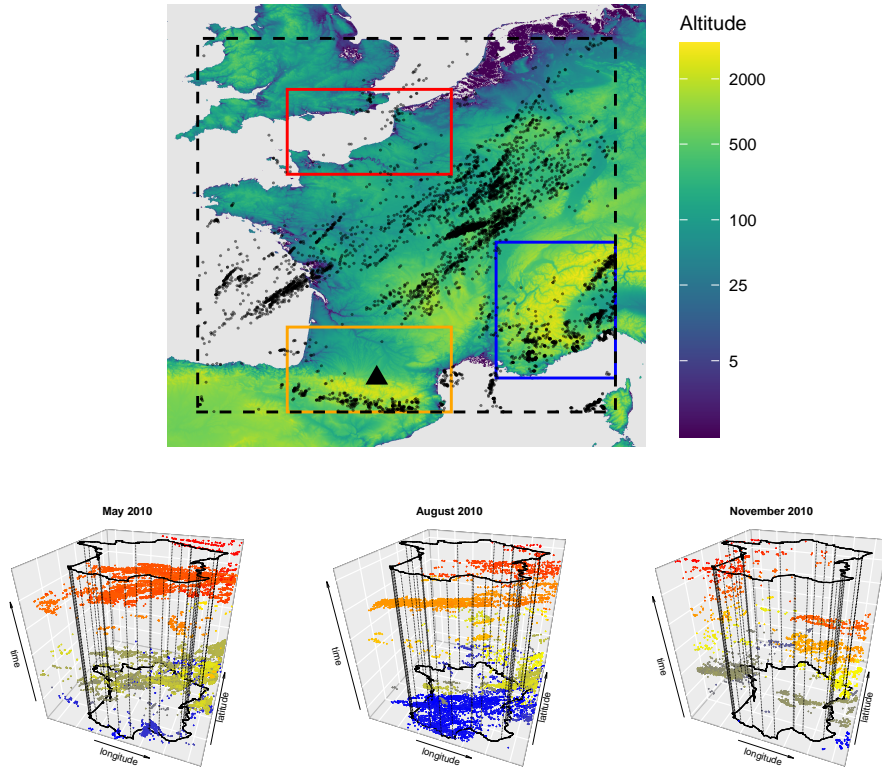 Altitude
2000
500
100
25
5
May 2010
August 2010
November 2010
time
longitude
latitude
time
longitude
latitude
time
longitude
latitude